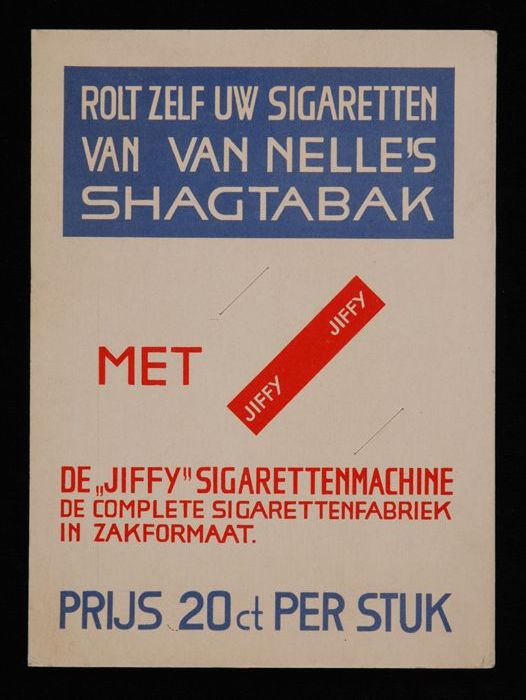 ROLT ZELF UW SIGARETTEN
VAN VAN NELLE'S
SHAGTABAK
MET
JIFFY JIFFY
DE „JIFFY" SIGARETTENMACHINE
DE COMPLETE SIGARETTENFABRIEK
IN ZAKFORMAAT.
PRIJS 20ct PER STUK